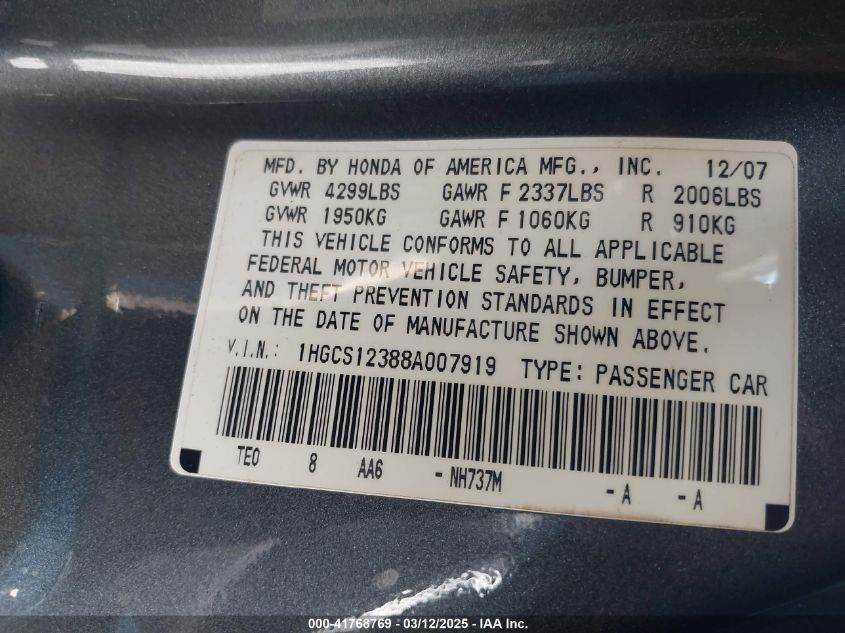 MFD. BY HONDA OF AMERICA MFG., INC. 12/07
GVWR 4299LBS GAWR F 2337LBS R 2006LBS
GVWR 1950KG GAWR F 1060KG R 910KG
THIS VEHICLE CONFORMS TO ALL APPLICABLE
FEDERAL MOTOR VEHICLE SAFETY, BUMPER,
AND THEFT PREVENTION STANDARDS IN EFFECT
ON THE DATE OF MANUFACTURE SHOWN ABOVE.
V.I.N.: 1HGCS12388A007919 TYPE: PASSENGER CAR
TE0 8 AA6 - NH737M - A - A
000-41768769 - 03/12/2025 - IAA Inc.